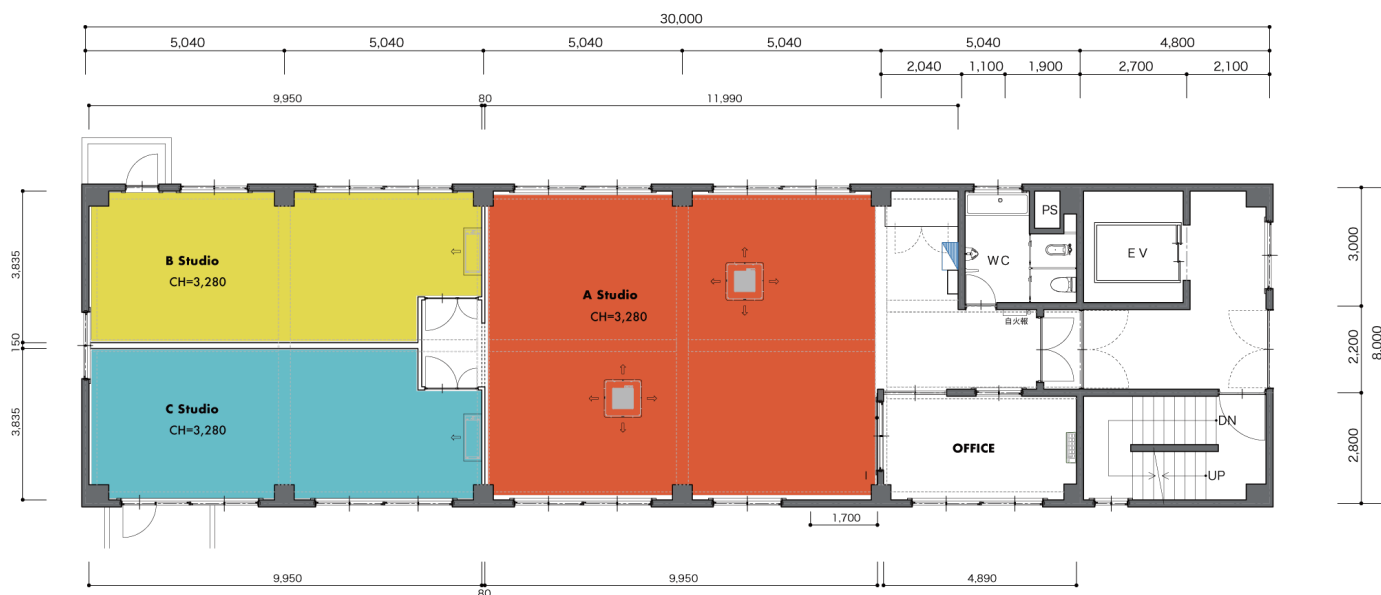 30,000
5,040 5,040 5,040 5,040 5,040 4,800
2,040 1,100 1,900 2,700 2,100
9,950 80 11,990
3,835
150
3,835
B Studio
CH=3,280
C Studio
CH=3,280
A Studio
CH=3,280
WC
PS
EV
自火報
OFFICE
DN
UP
3,000
2,200
2,800
8,000
1,700
9,950 80 9,950 4,890